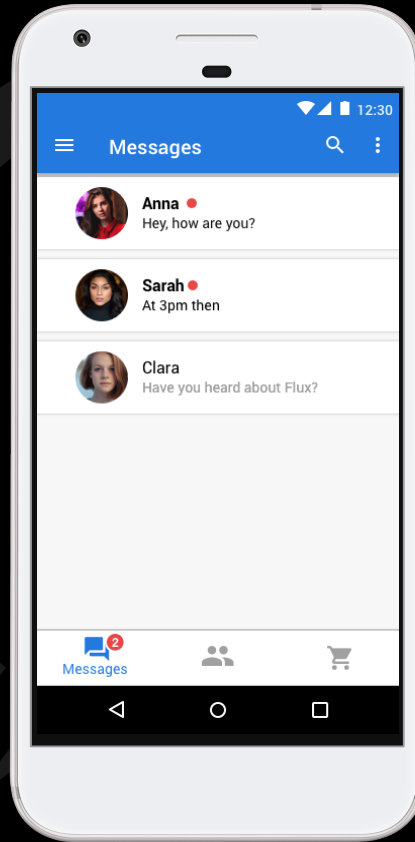 12:30
Messages
Anna
Hey, how are you?
Sarah
At 3pm then
Clara
Have you heard about Flux?
2
Messages